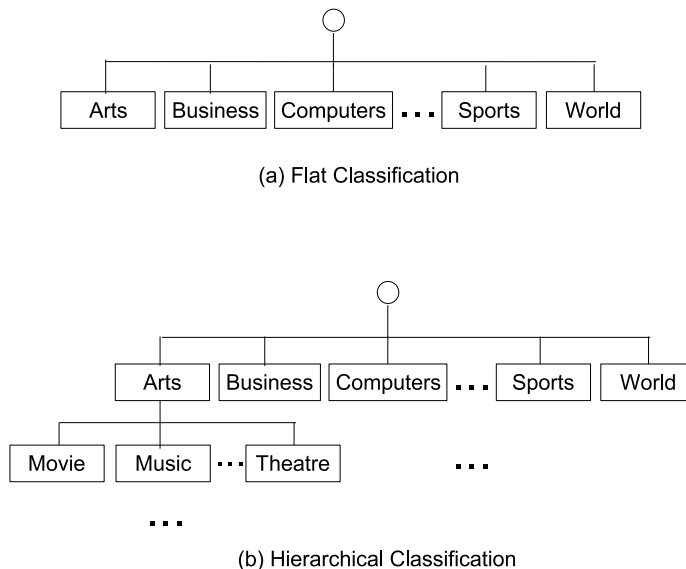 Arts Business Computers ... Sports World
(a) Flat Classification
Arts Business Computers ... Sports World
Movie Music ... Theatre ...
...
(b) Hierarchical Classification